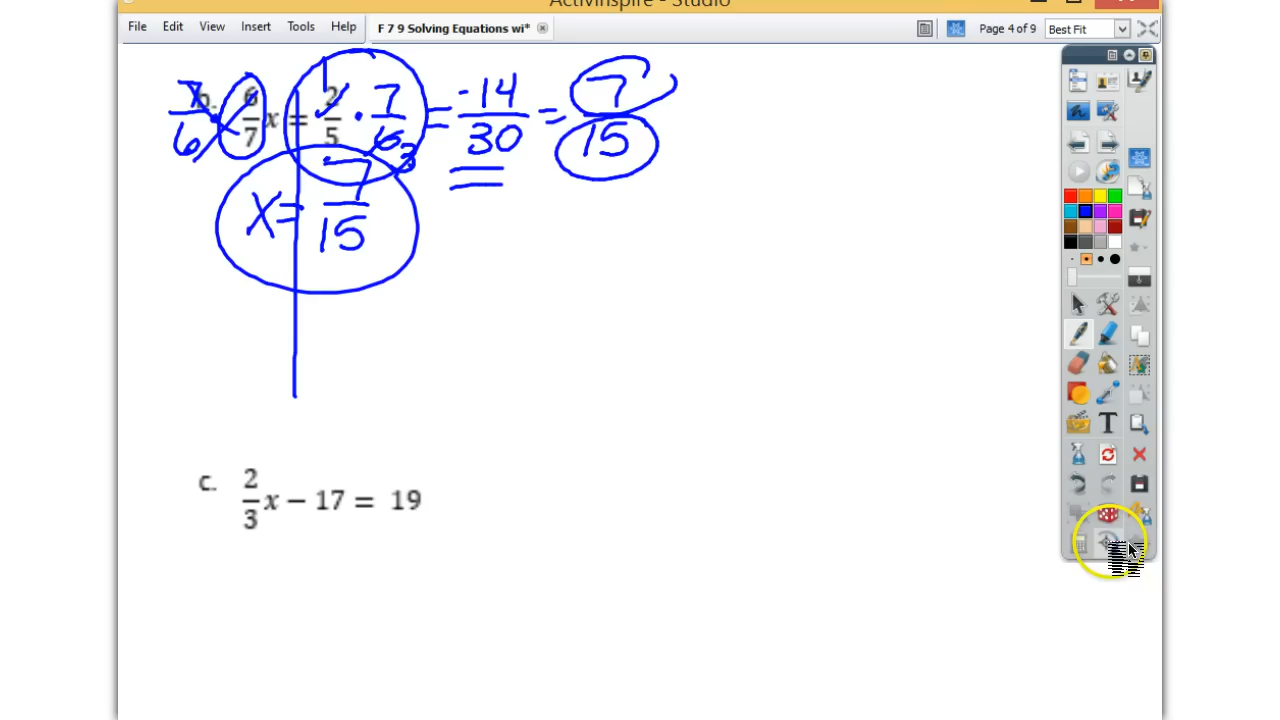 ActivInspire - Studio
File Edit View Insert Tools Help F 7 9 Solving Equations wi* Page 4 of 9 Best Fit
7/6 · 6/7 x = 2/5 · 7/6 = -14/30 = 7/15
1 3
x = 7/15
c. 2/3 x − 17 = 19
T